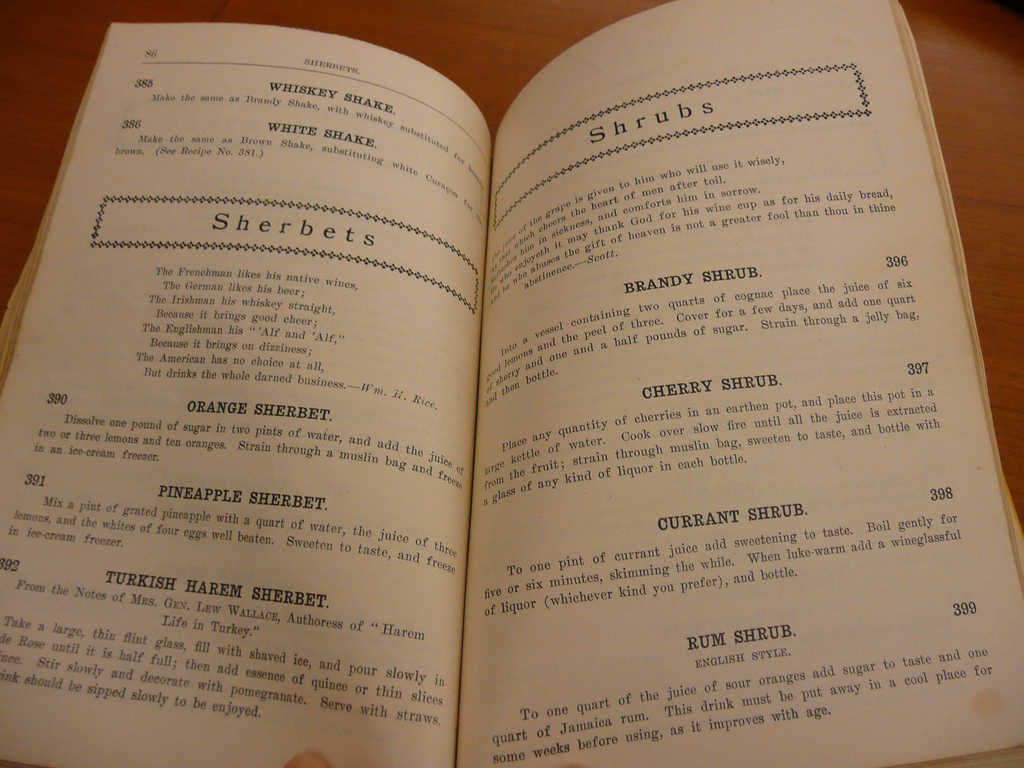 86
SHERBETS.
385
WHISKEY SHAKE.
Make the same as Brandy Shake, with whiskey substituted for
386
WHITE SHAKE.
Make the same as Brown Shake, substituting white Curaçoa for the
brown. (See Recipe No. 381.)
Sherbets
The Frenchman likes his native wines,
The German likes his beer;
The Irishman his whiskey straight,
Because it brings good cheer;
The Englishman his "'Alf and 'Alf,"
Because it brings on dizziness;
The American has no choice at all,
But drinks the whole darned business.—Wm. H. Rice.
390
ORANGE SHERBET.
Dissolve one pound of sugar in two pints of water, and add the juice of
two or three lemons and ten oranges. Strain through a muslin bag and freeze
in an ice-cream freezer.
391
PINEAPPLE SHERBET.
Mix a pint of grated pineapple with a quart of water, the juice of three
lemons, and the whites of four eggs well beaten. Sweeten to taste, and freeze
in ice-cream freezer.
392
TURKISH HAREM SHERBET.
From the Notes of MRS. GEN. LEW WALLACE, Authoress of "Harem
Life in Turkey."
Take a large, thin flint glass, fill with shaved ice, and pour slowly in
de Rose until it is half full; then add essence of quince or thin slices
Stir slowly and decorate with pomegranate. Serve with straws.
should be sipped slowly to be enjoyed.
Shrubs
of the grape is given to him who will use it wisely,
which cheers the heart of men after toil.
him in sickness, and comforts him in sorrow.
who enjoyeth it may thank God for his wine cup as for his daily bread,
he who abuses the gift of heaven is not a greater fool than thou in thine
abstinence.—Scott.
396
BRANDY SHRUB.
Into a vessel containing two quarts of cognac place the juice of six
good lemons and the peel of three. Cover for a few days, and add one quart
of sherry and one and a half pounds of sugar. Strain through a jelly bag,
and then bottle.
397
CHERRY SHRUB.
Place any quantity of cherries in an earthen pot, and place this pot in a
large kettle of water. Cook over slow fire until all the juice is extracted
from the fruit; strain through muslin bag, sweeten to taste, and bottle with
a glass of any kind of liquor in each bottle.
398
CURRANT SHRUB.
To one pint of currant juice add sweetening to taste. Boil gently for
five or six minutes, skimming the while. When luke-warm add a wineglassful
of liquor (whichever kind you prefer), and bottle.
399
RUM SHRUB.
ENGLISH STYLE.
To one quart of the juice of sour oranges add sugar to taste and one
quart of Jamaica rum. This drink must be put away in a cool place for
some weeks before using, as it improves with age.